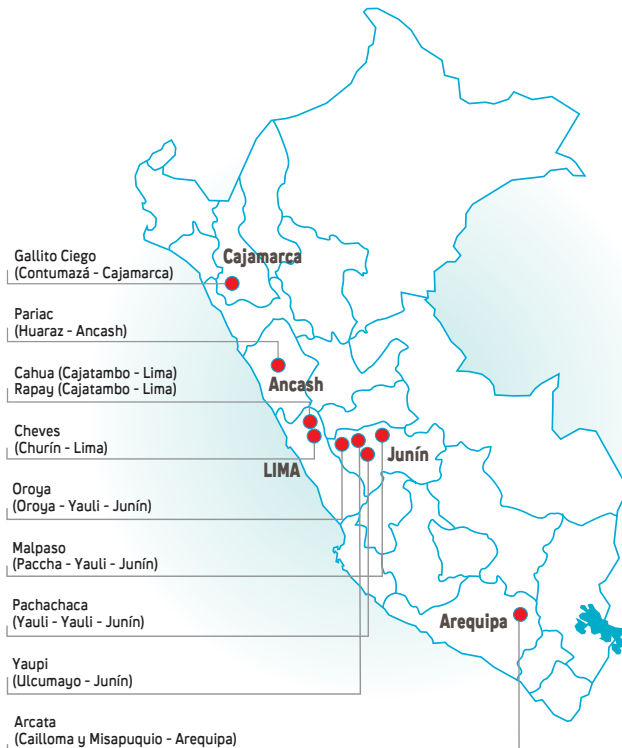 Gallito Ciego
(Contumazá - Cajamarca)
Pariac
(Huaraz - Ancash)
Cahua (Cajatambo - Lima)
Rapay (Cajatambo - Lima)
Cheves
(Churín - Lima)
Oroya
(Oroya - Yauli - Junín)
Malpaso
(Paccha - Yauli - Junín)
Pachachaca
(Yauli - Yauli - Junín)
Yaupi
(Ulcumayo - Junín)
Arcata
(Cailloma y Misapuquio - Arequipa)
Cajamarca
Ancash
LIMA
Junín
Arequipa